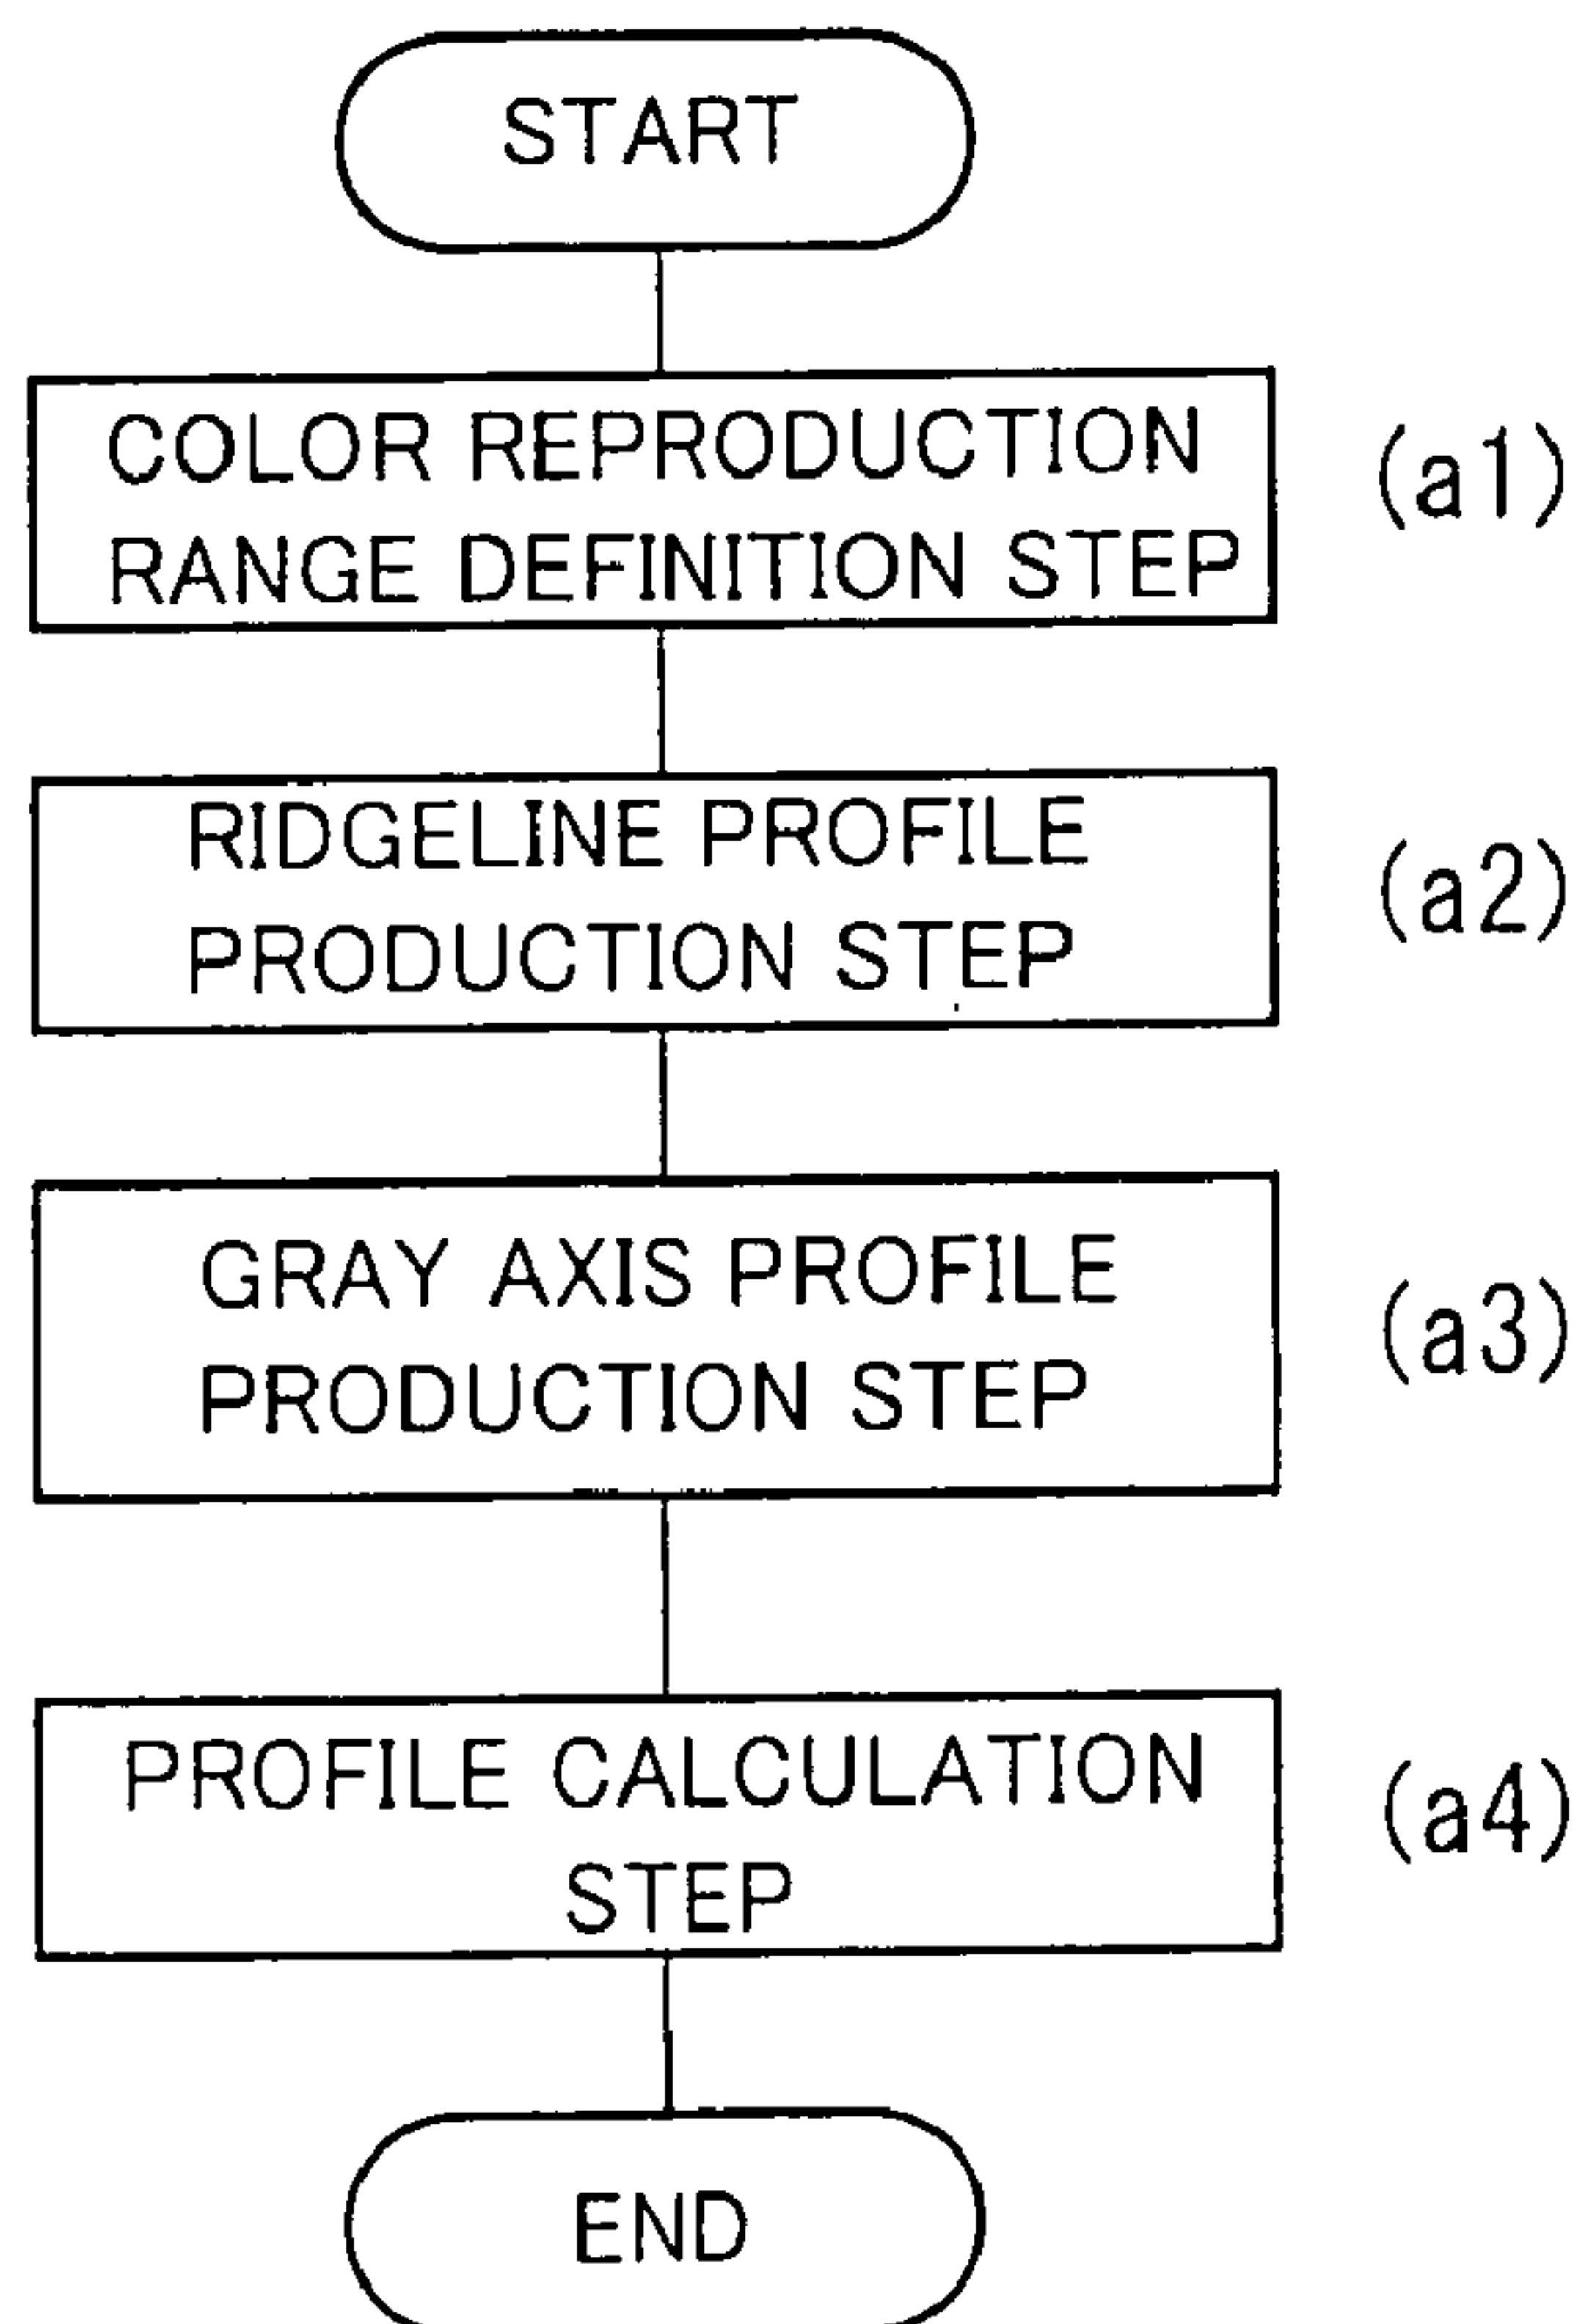 START
COLOR REPRODUCTION
RANGE DEFINITION STEP
(a1)
RIDGELINE PROFILE
PRODUCTION STEP
(a2)
GRAY AXIS PROFILE
PRODUCTION STEP
(a3)
PROFILE CALCULATION
STEP
(a4)
END